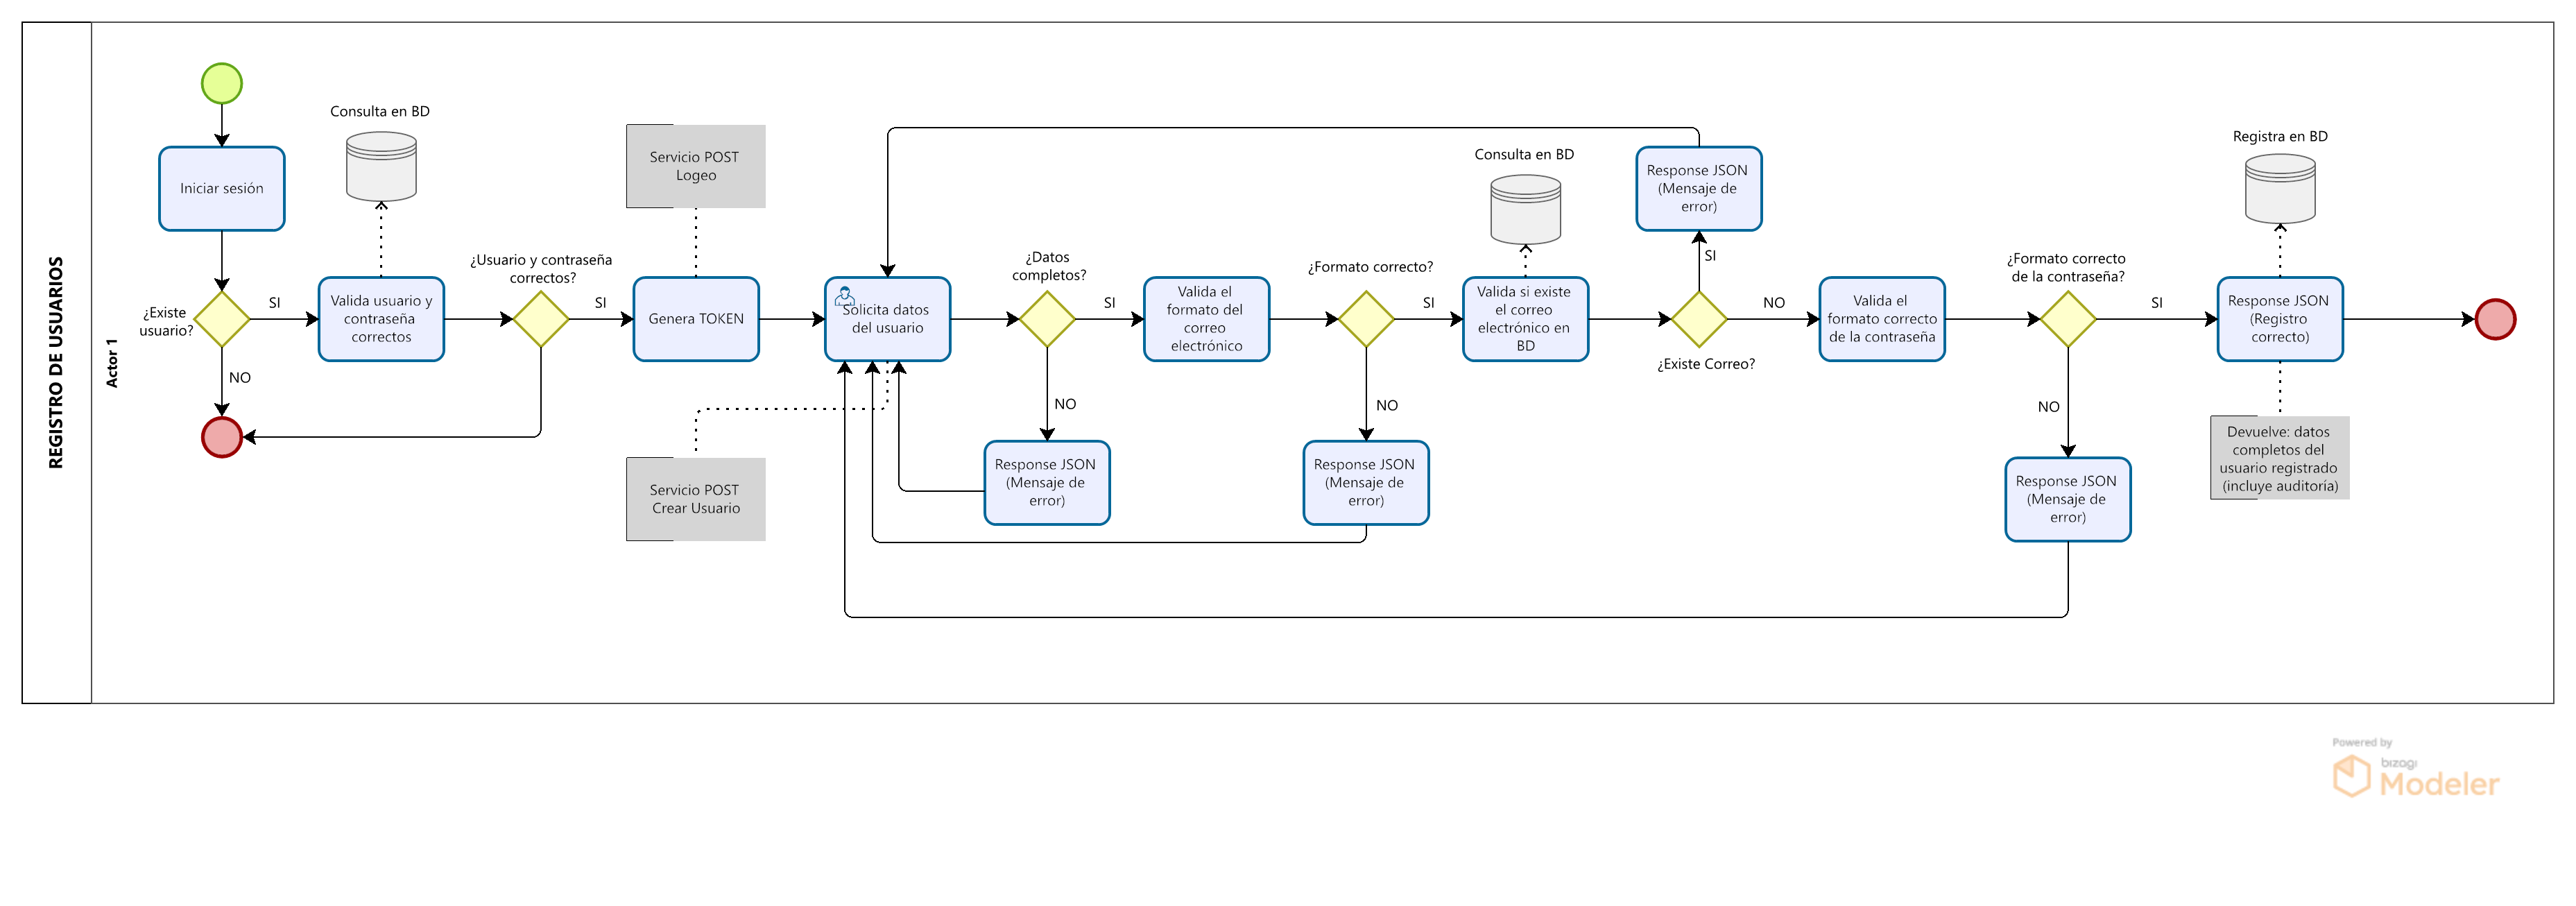 REGISTRO DE USUARIOS
Actor 1
Iniciar sesión
¿Existe
usuario?
SI
NO
Consulta en BD
Valida usuario y
contraseña
correctos
¿Usuario y contraseña
correctos?
SI
Servicio POST
Logeo
Genera TOKEN
Servicio POST
Crear Usuario
Solicita datos
del usuario
¿Datos
completos?
SI
NO
Response JSON
(Mensaje de
error)
Valida el
formato del
correo
electrónico
¿Formato correcto?
SI
NO
Response JSON
(Mensaje de
error)
Consulta en BD
Valida si existe
el correo
electrónico en
BD
Response JSON
(Mensaje de
error)
SI
¿Existe Correo?
NO
Valida el
formato correcto
de la contraseña
¿Formato correcto
de la contraseña?
SI
NO
Response JSON
(Mensaje de
error)
Registra en BD
Response JSON
(Registro
correcto)
Devuelve: datos
completos del
usuario registrado
(incluye auditoría)
Powered by
bizagi
Modeler